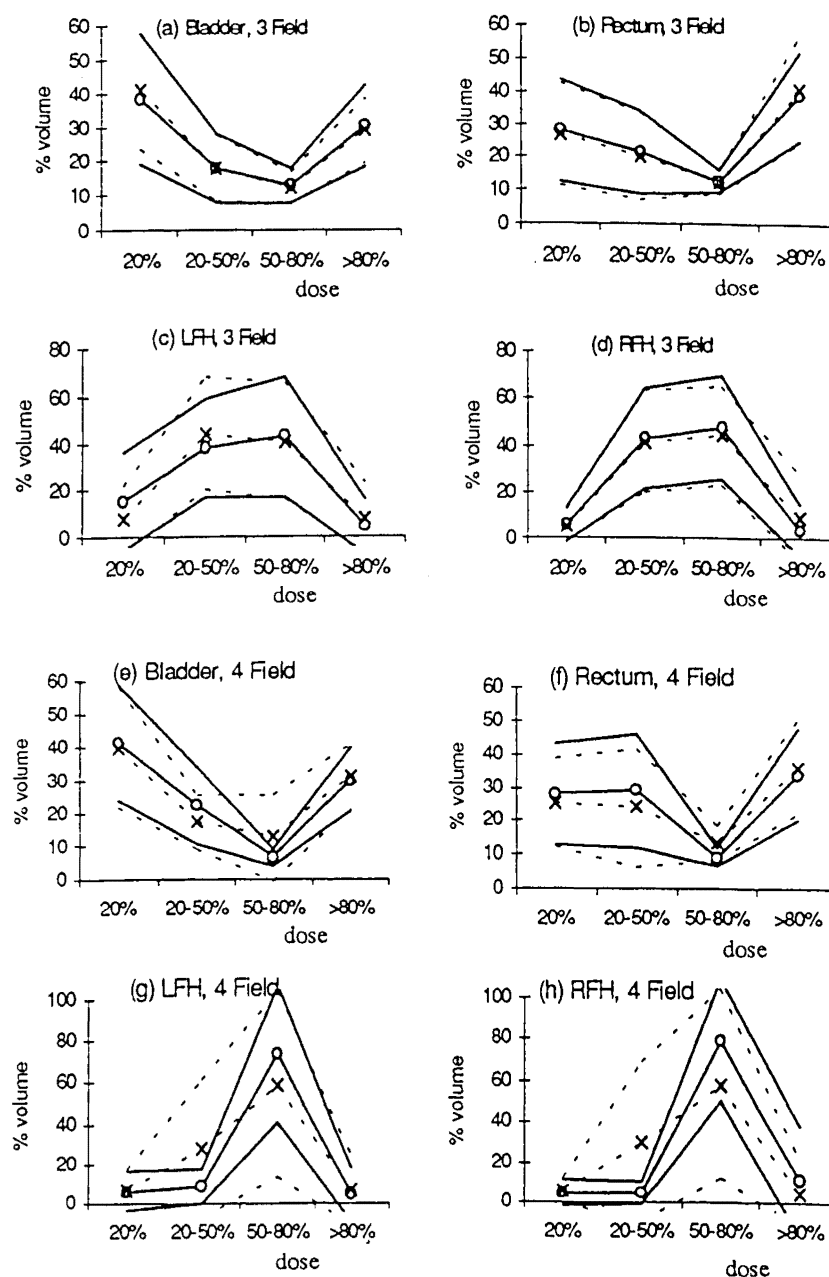 (a) Bladder, 3 Field
60
50
40
30
20
10
0
% volume
20% 20-50% 50-80% >80%
dose
(b) Rectum, 3 Field
60
50
40
30
20
10
0
% volume
20% 20-50% 50-80% >80%
dose
(c) LFH, 3 Field
80
60
40
20
0
% volume
20% 20-50% 50-80% >80%
dose
(d) RFH, 3 Field
80
60
40
20
0
% volume
20% 20-50% 50-80% >80%
dose
(e) Bladder, 4 Field
60
50
40
30
20
10
0
% volume
20% 20-50% 50-80% >80%
dose
(f) Rectum, 4 Field
60
50
40
30
20
10
0
% volume
20% 20-50% 50-80% >80%
dose
(g) LFH, 4 Field
100
80
60
40
20
0
% volume
20% 20-50% 50-80% >80%
dose
(h) RFH, 4 Field
100
80
60
40
20
0
% volume
20% 20-50% 50-80% >80%
dose